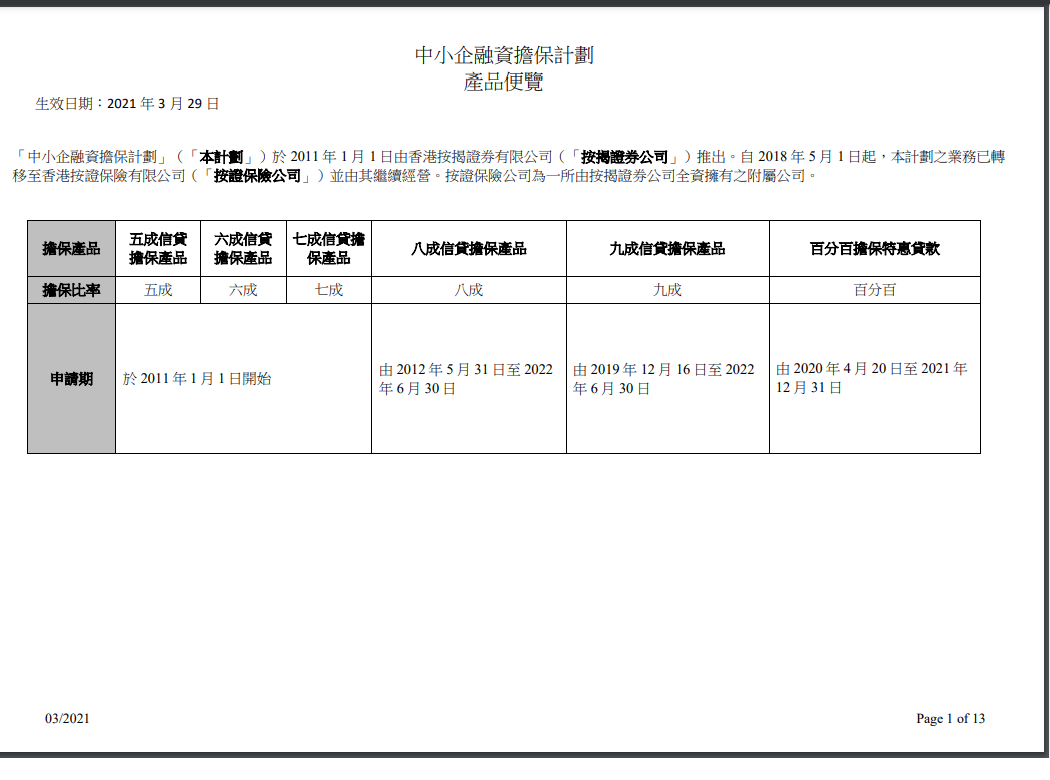 中小企融資擔保計劃
產品便覽
生效日期：2021 年 3 月 29 日
「中小企融資擔保計劃」（「本計劃」）於 2011 年 1 月 1 日由香港按揭證券有限公司（「按揭證券公司」）推出。自 2018 年 5 月 1 日起，本計劃之業務已轉
移至香港按證保險有限公司（「按證保險公司」）並由其繼續經營。按證保險公司為一所由按揭證券公司全資擁有之附屬公司。
擔保產品
五成信貸
擔保產品
六成信貸
擔保產品
七成信貸擔
保產品
八成信貸擔保產品
九成信貸擔保產品
百分百擔保特惠貸款
擔保比率
五成
六成
七成
八成
九成
百分百
申請期
於 2011 年 1 月 1 日開始
由 2012 年 5 月 31 日至 2022
年 6 月 30 日
由 2019 年 12 月 16 日至 2022
年 6 月 30 日
由 2020 年 4 月 20 日至 2021 年
12 月 31 日
03/2021
Page 1 of 13